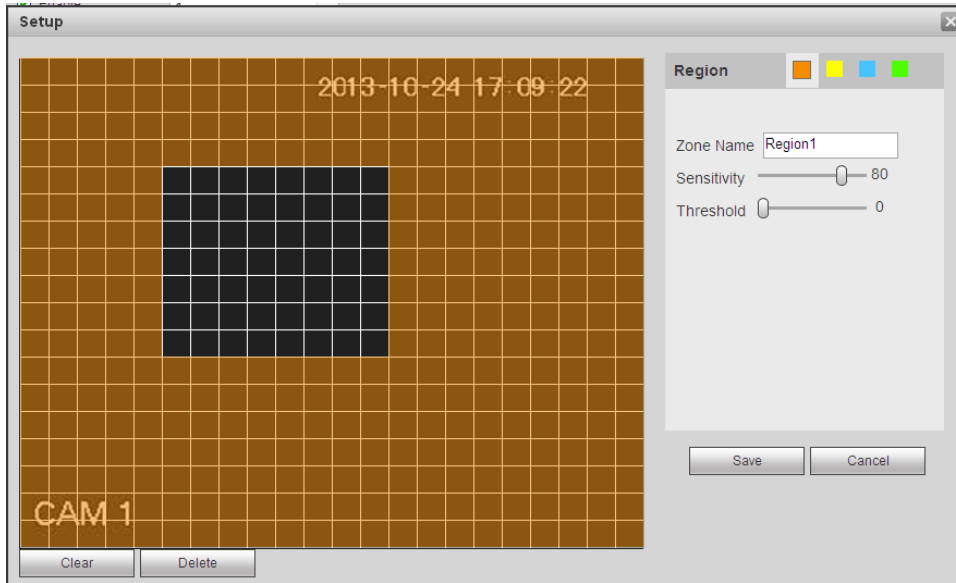 Setup
2013-10-24 17:09:22
Region
Zone Name Region1
Sensitivity 80
Threshold 0
Save Cancel
CAM 1
Clear Delete